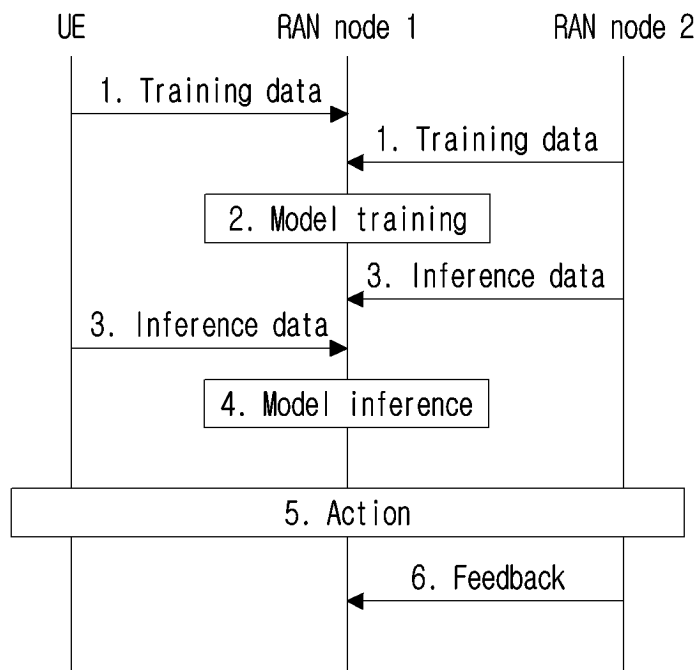 UE
RAN node 1
RAN node 2
1. Training data
1. Training data
2. Model training
3. Inference data
3. Inference data
4. Model inference
5. Action
6. Feedback